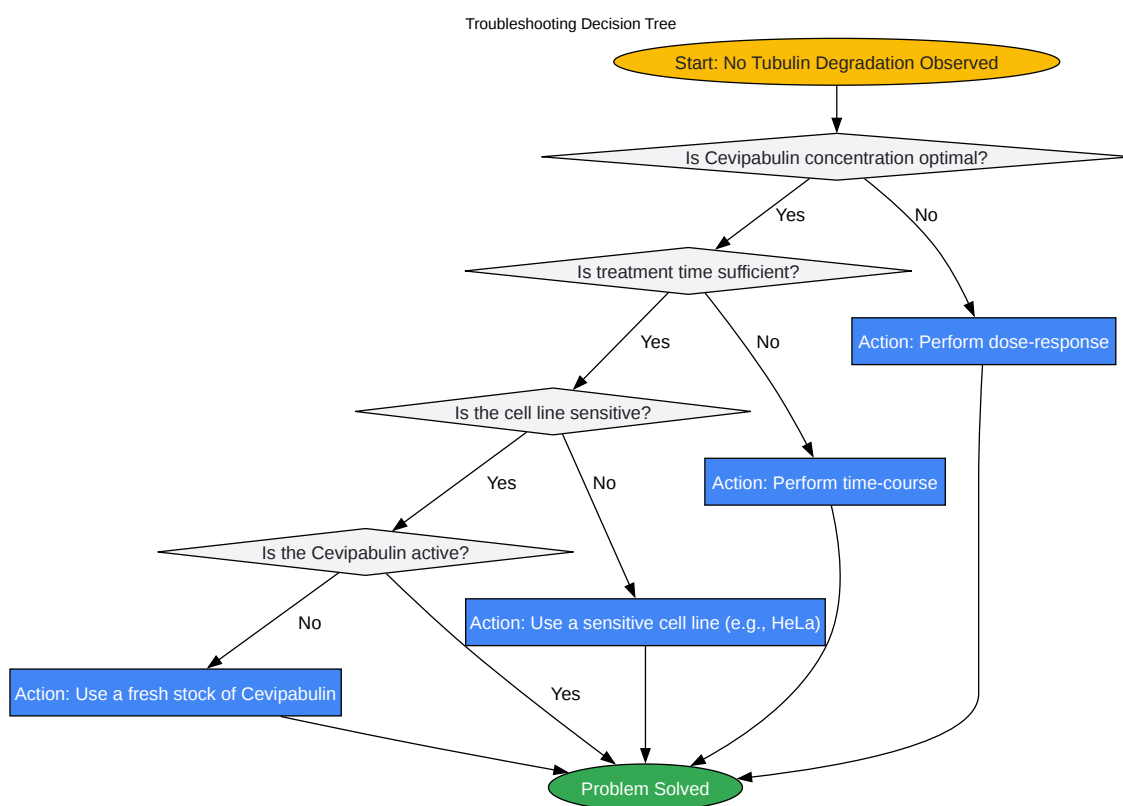 Troubleshooting Decision Tree
Start: No Tubulin Degradation Observed
Is Cevipabulin concentration optimal?
Yes
No
Is treatment time sufficient?
Action: Perform dose-response
Yes
No
Is the cell line sensitive?
Action: Perform time-course
Yes
No
Is the Cevipabulin active?
Action: Use a sensitive cell line (e.g., HeLa)
No
Yes
Action: Use a fresh stock of Cevipabulin
Problem Solved